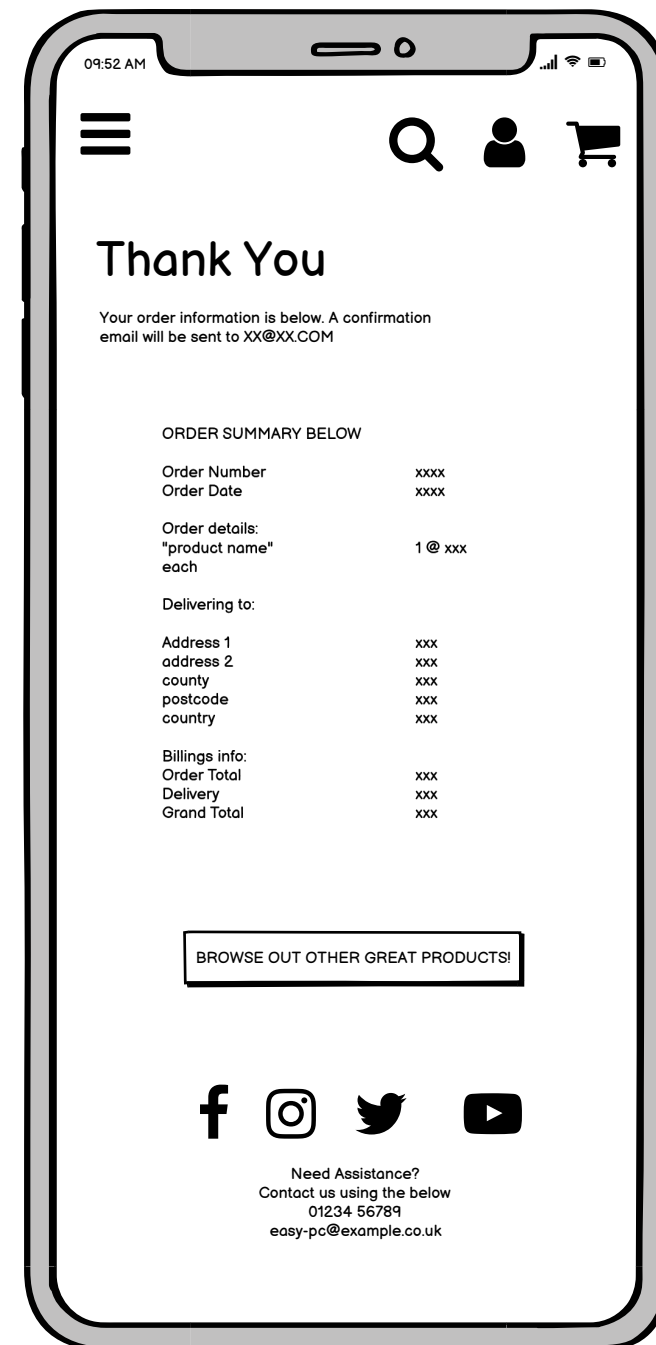 09:52 AM
Thank You
Your order information is below. A confirmation
email will be sent to XX@XX.COM
ORDER SUMMARY BELOW
Order Number xxxx
Order Date xxxx
Order details:
"product name" 1 @ xxx
each
Delivering to:
Address 1 xxx
address 2 xxx
county xxx
postcode xxx
country xxx
Billings info:
Order Total xxx
Delivery xxx
Grand Total xxx
BROWSE OUT OTHER GREAT PRODUCTS!
Need Assistance?
Contact us using the below
01234 56789
easy-pc@example.co.uk